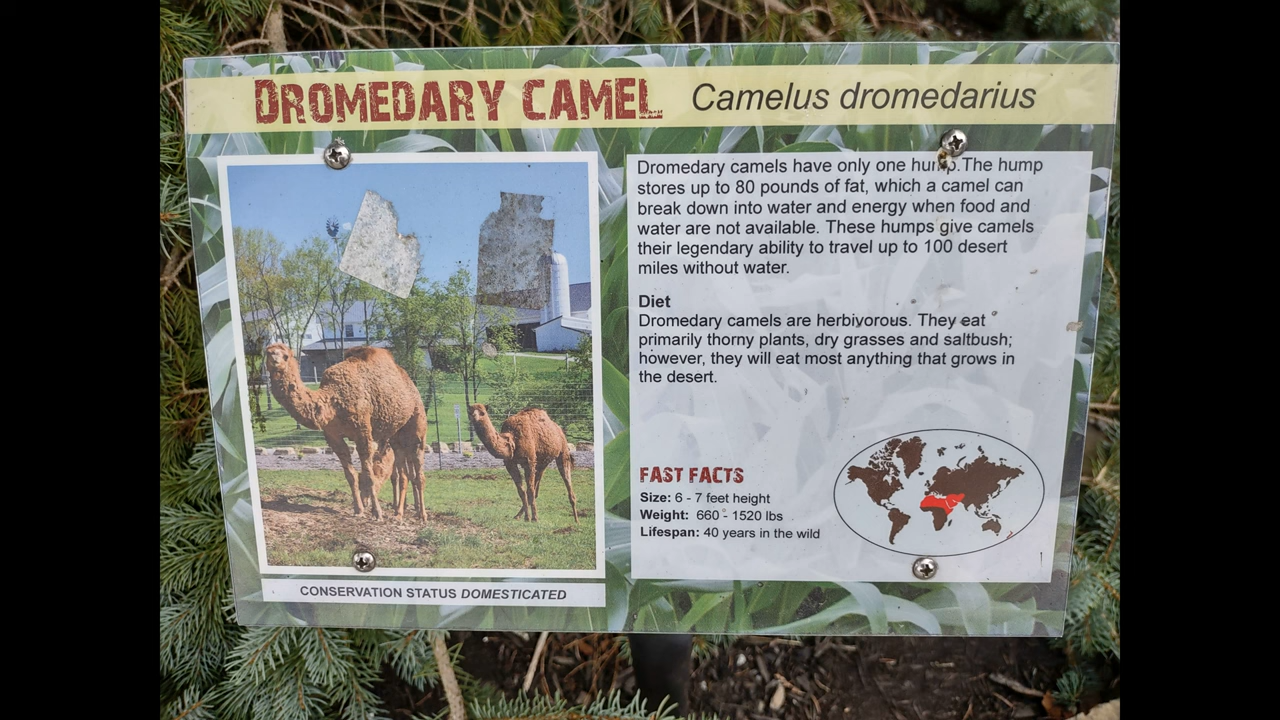 DROMEDARY CAMEL Camelus dromedarius
Dromedary camels have only one hump. The hump
stores up to 80 pounds of fat, which a camel can
break down into water and energy when food and
water are not available. These humps give camels
their legendary ability to travel up to 100 desert
miles without water.
Diet
Dromedary camels are herbivorous. They eat
primarily thorny plants, dry grasses and saltbush;
however, they will eat most anything that grows in
the desert.
FAST FACTS
Size: 6 - 7 feet height
Weight: 660 - 1520 lbs
Lifespan: 40 years in the wild
CONSERVATION STATUS DOMESTICATED